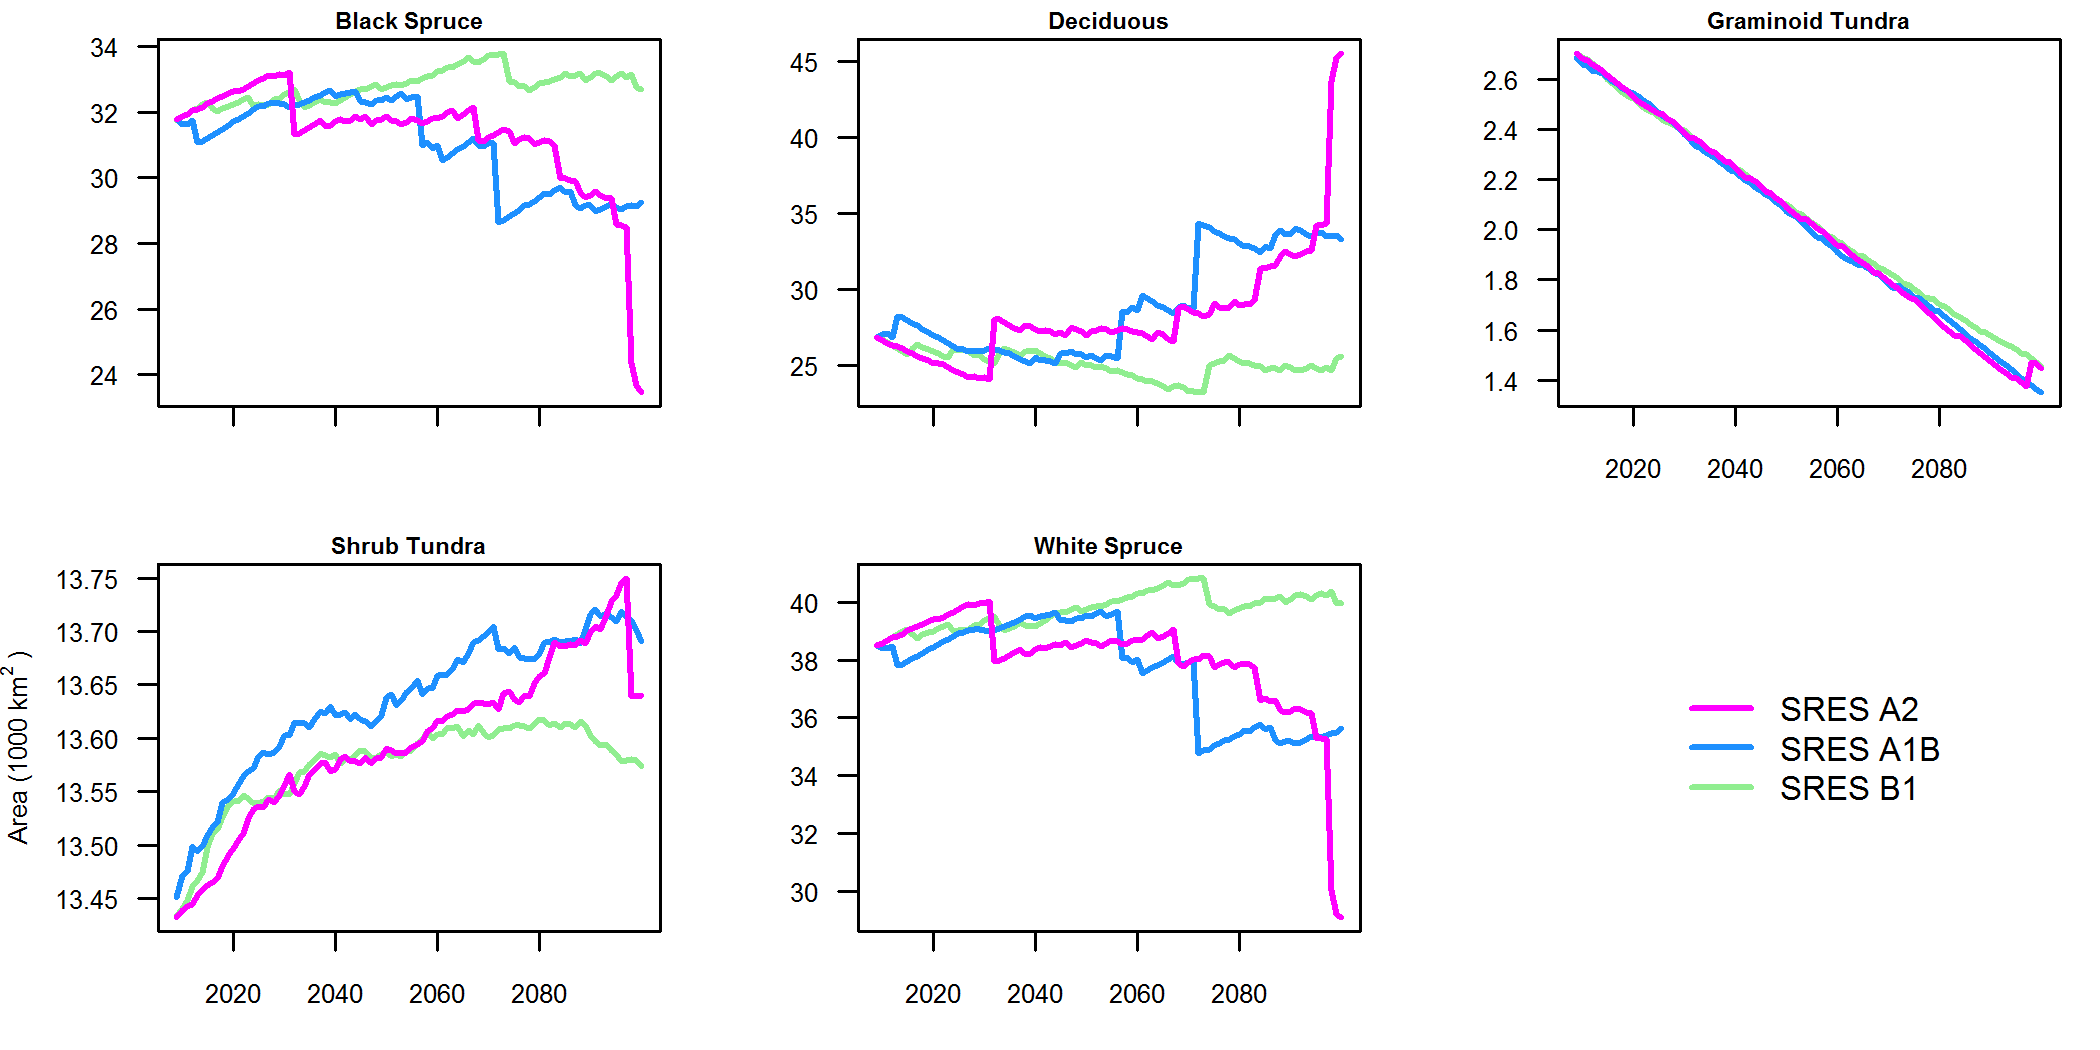 Black Spruce
34
32
30
28
26
24
Deciduous
45
40
35
30
25
Graminoid Tundra
2.6
2.4
2.2
2.0
1.8
1.6
1.4
2020 2040 2060 2080
Shrub Tundra
13.75
13.70
13.65
13.60
13.55
13.50
13.45
2020 2040 2060 2080
Area (1000 km²)
White Spruce
40
38
36
34
32
30
2020 2040 2060 2080
SRES A2
SRES A1B
SRES B1